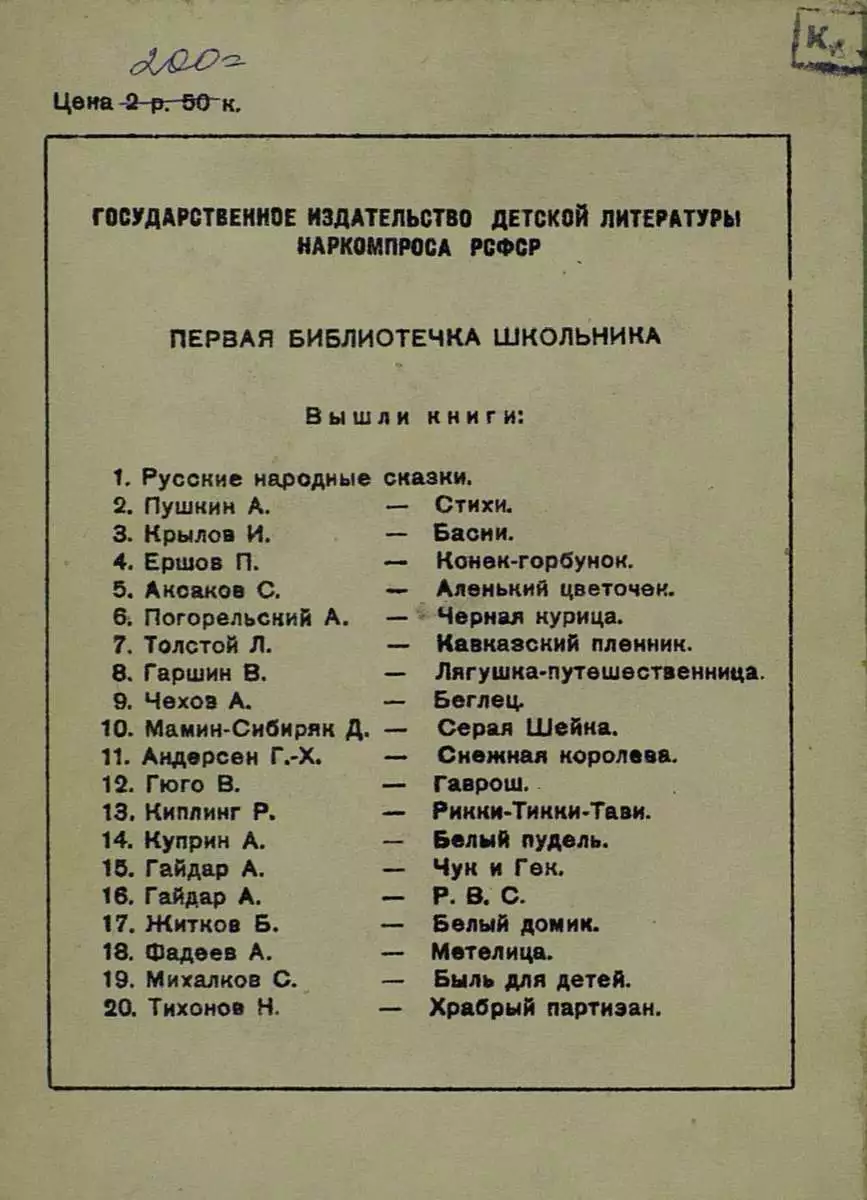 200=
Цена 2 р. 50 к.
ГОСУДАРСТВЕННОЕ ИЗДАТЕЛЬСТВО ДЕТСКОЙ ЛИТЕРАТУРЫ
НАРКОМПРОСА РСФСР
ПЕРВАЯ БИБЛИОТЕЧКА ШКОЛЬНИКА
Вышли книги:
1. Русские народные сказки.
2. Пушкин А. — Стихи.
3. Крылов И. — Басни.
4. Ершов П. — Конек-горбунок.
5. Аксаков С. — Аленький цветочек.
6. Погорельский А. — Черная курица.
7. Толстой Л. — Кавказский пленник.
8. Гаршин В. — Лягушка-путешественница.
9. Чехов А. — Беглец.
10. Мамин-Сибиряк Д. — Серая Шейка.
11. Андерсен Г.-Х. — Снежная королева.
12. Гюго В. — Гаврош.
13. Киплинг Р. — Рикки-Тикки-Тави.
14. Куприн А. — Белый пудель.
15. Гайдар А. — Чук и Гек.
16. Гайдар А. — Р. В. С.
17. Житков Б. — Белый домик.
18. Фадеев А. — Метелица.
19. Михалков С. — Быль для детей.
20. Тихонов Н. — Храбрый партизан.